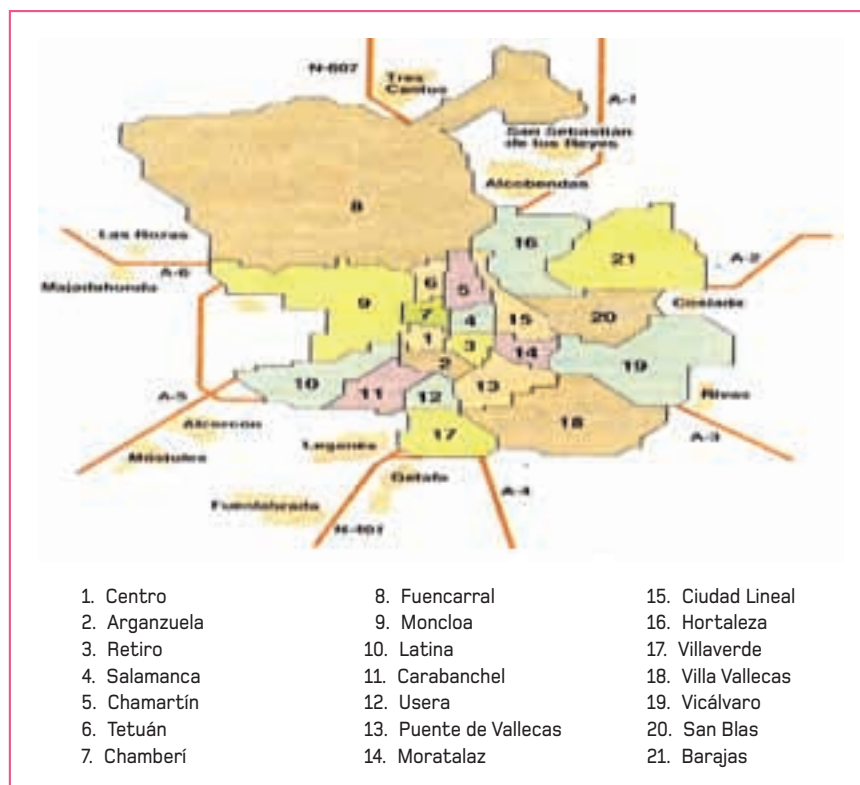 N-607
Tres
Cantos
A-1
San Sebastián
de los Reyes
Alcobendas
8
Las Rozas
16
21
A-2
A-6
Majadahonda
6
5
Coslada
9
7
4
15
20
1
3
14
19
2
10
11
13
12
Rivas
A-5
18
Alcorcón
17
A-3
Leganés
Móstoles
Getafe
A-4
Fuenlabrada
N-401
1. Centro
2. Arganzuela
3. Retiro
4. Salamanca
5. Chamartín
6. Tetuán
7. Chamberí
8. Fuencarral
9. Moncloa
10. Latina
11. Carabanchel
12. Usera
13. Puente de Vallecas
14. Moratalaz
15. Ciudad Lineal
16. Hortaleza
17. Villaverde
18. Villa Vallecas
19. Vicálvaro
20. San Blas
21. Barajas